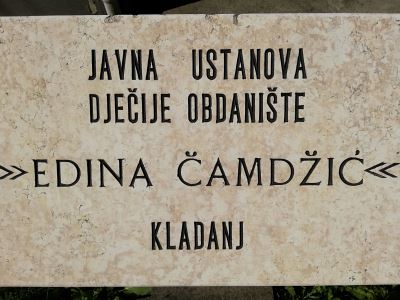 JAVNA USTANOVA
DJEČIJE OBDANIŠTE
»EDINA ČAMDŽIĆ«
KLADANJ